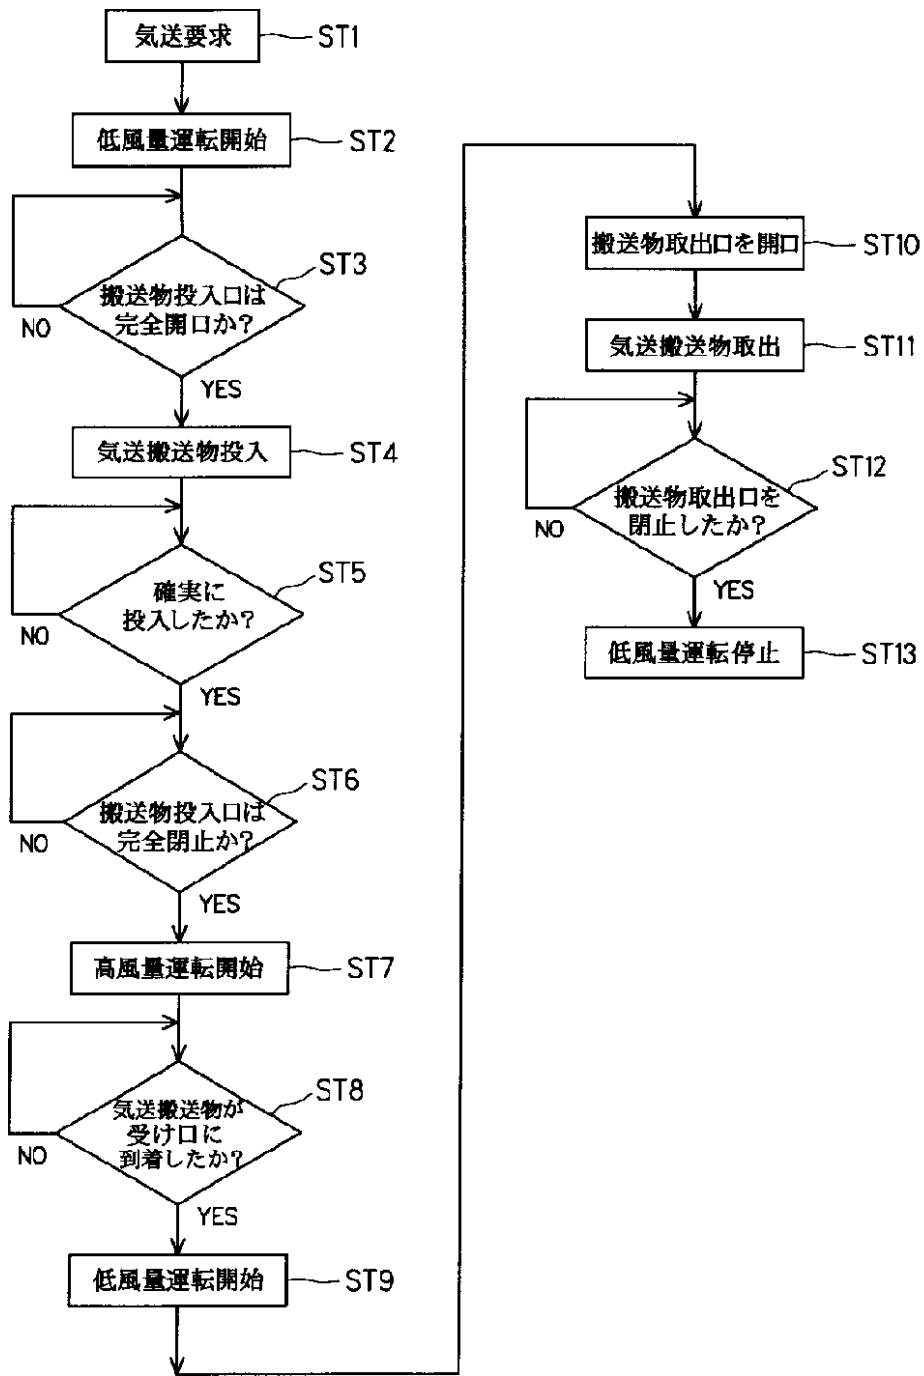 気送要求
ST1
低風量運転開始
ST2
ST3
搬送物投入口は
完全開口か?
NO
YES
気送搬送物投入
ST4
ST5
確実に
投入したか?
NO
YES
ST6
搬送物投入口は
完全閉止か?
NO
YES
高風量運転開始
ST7
ST8
気送搬送物が
受け口に
到着したか?
NO
YES
低風量運転開始
ST9
搬送物取出口を開口
ST10
気送搬送物取出
ST11
ST12
搬送物取出口を
閉止したか?
NO
YES
低風量運転停止
ST13